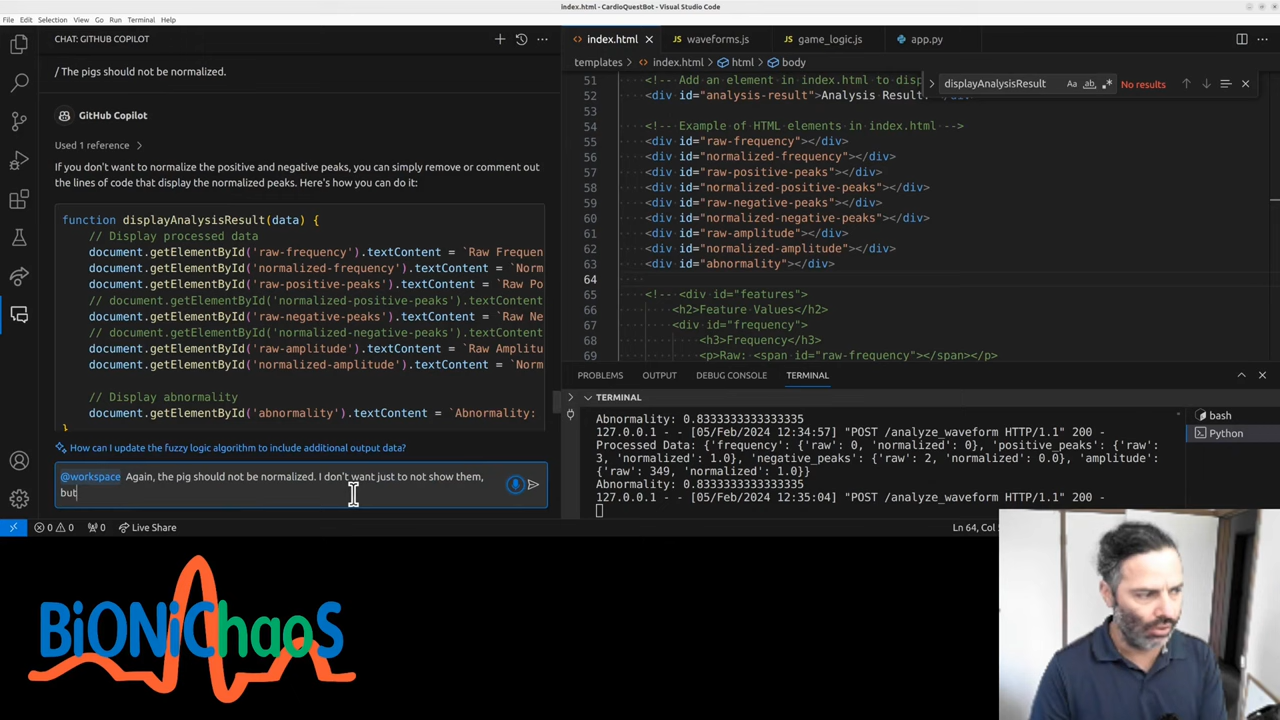 index.html - CardioQuestBot - Visual Studio Code
File Edit Selection View Go Run Terminal Help
CHAT: GITHUB COPILOT
/ The pigs should not be normalized.
GitHub Copilot
Used 1 reference
If you don't want to normalize the positive and negative peaks, you can simply remove or comment out
the lines of code that display the normalized peaks. Here's how you can do it:
function displayAnalysisResult(data) {
// Display processed data
document.getElementById('raw-frequency').textContent = `Raw Frequen
document.getElementById('normalized-frequency').textContent = `Norm
document.getElementById('raw-positive-peaks').textContent = `Raw Po
// document.getElementById('normalized-positive-peaks').textContent
document.getElementById('raw-negative-peaks').textContent = `Raw Ne
// document.getElementById('normalized-negative-peaks').textContent
document.getElementById('raw-amplitude').textContent = `Raw Amplitu
document.getElementById('normalized-amplitude').textContent = `Norm
// Display abnormality
document.getElementById('abnormality').textContent = `Abnormality:
}
How can I update the fuzzy logic algorithm to include additional output data?
@workspace Again, the pig should not be normalized. I don't want just to not show them,
but
index.html waveforms.js game_logic.js app.py
templates > index.html > html > body
displayAnalysisResult Aa ab .* No results
51 <!-- Add an element in index.html to disp
52 <div id="analysis-result">Analysis Result:
53
54 <!-- Example of HTML elements in index.html -->
55 <div id="raw-frequency"></div>
56 <div id="normalized-frequency"></div>
57 <div id="raw-positive-peaks"></div>
58 <div id="normalized-positive-peaks"></div>
59 <div id="raw-negative-peaks"></div>
60 <div id="normalized-negative-peaks"></div>
61 <div id="raw-amplitude"></div>
62 <div id="normalized-amplitude"></div>
63 <div id="abnormality"></div>
64
65 <!-- <div id="features">
66 <h2>Feature Values</h2>
67 <div id="frequency">
68 <h3>Frequency</h3>
69 <p>Raw: <span id="raw-frequency"></span></p>
PROBLEMS OUTPUT DEBUG CONSOLE TERMINAL
TERMINAL
Abnormality: 0.8333333333333335
127.0.0.1 - - [05/Feb/2024 12:34:57] "POST /analyze_waveform HTTP/1.1" 200 -
Processed Data: {'frequency': {'raw': 0, 'normalized': 0}, 'positive_peaks': {'raw':
3, 'normalized': 1.0}, 'negative_peaks': {'raw': 2, 'normalized': 0.0}, 'amplitude':
{'raw': 349, 'normalized': 1.0}}
Abnormality: 0.8333333333333335
127.0.0.1 - - [05/Feb/2024 12:35:04] "POST /analyze_waveform HTTP/1.1" 200 -
bash
Python
0 0 0 Live Share
Ln 64, Col
BiONiChaoS